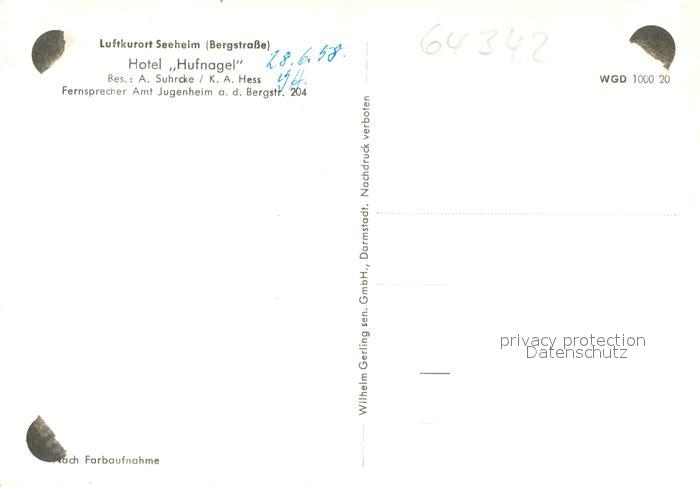 Luftkurort Seeheim (Bergstraße)
Hotel „Hufnagel"
Bes.: A. Suhrcke / K. A. Hess
Fernsprecher Amt Jugenheim a. d. Bergstr. 204
28.6.58.
64342
WGD 1000 20
Wilhelm Gerling sen. GmbH., Darmstadt. Nachdruck verboten
privacy protection
Datenschutz
Nach Farbaufnahme